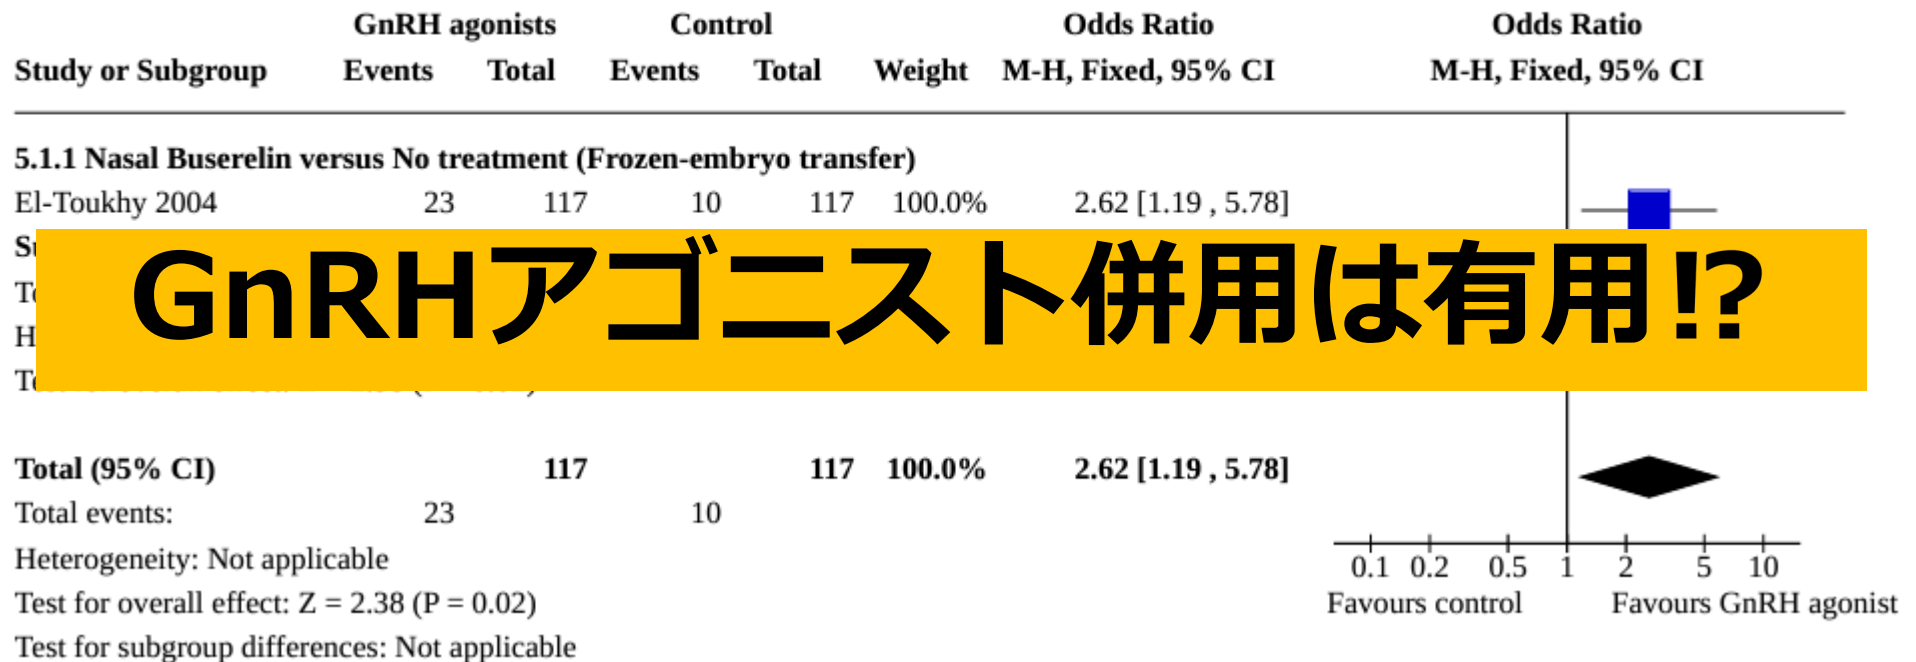 GnRH agonists Control Odds Ratio Odds Ratio
Study or Subgroup Events Total Events Total Weight M-H, Fixed, 95% CI M-H, Fixed, 95% CI
5.1.1 Nasal Buserelin versus No treatment (Frozen-embryo transfer)
El-Toukhy 2004 23 117 10 117 100.0% 2.62 [1.19 , 5.78]
GnRHアゴニスト併用は有用⁉
Total (95% CI) 117 117 100.0% 2.62 [1.19 , 5.78]
Total events: 23 10
Heterogeneity: Not applicable
0.1 0.2 0.5 1 2 5 10
Test for overall effect: Z = 2.38 (P = 0.02)
Favours control Favours GnRH agonist
Test for subgroup differences: Not applicable